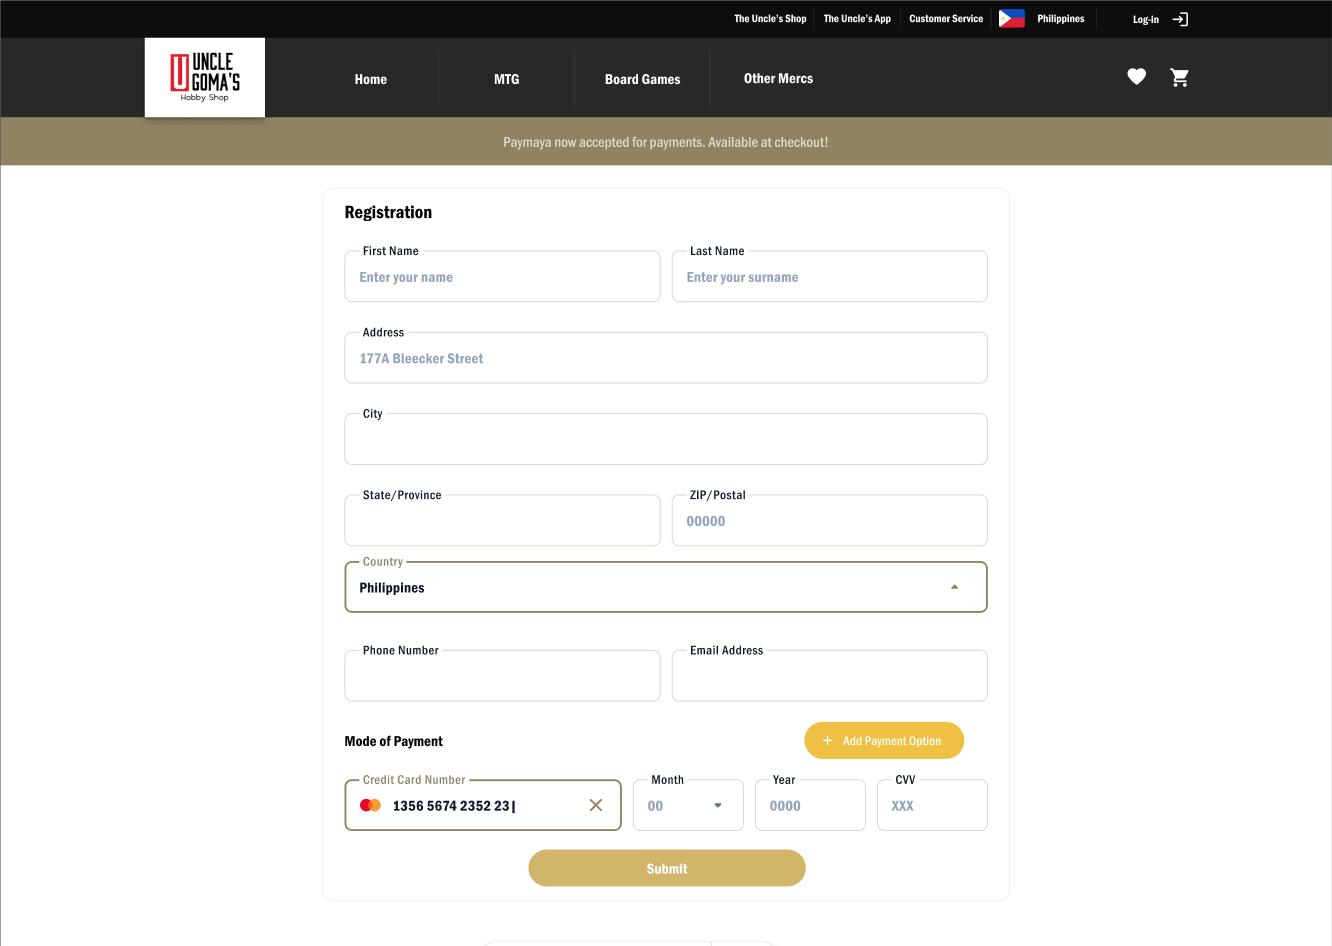 The Uncle's Shop
The Uncle's App
Customer Service
Philippines
Log-in
UNCLE
GOMA'S
Hobby Shop
Home
MTG
Board Games
Other Mercs
Paymaya now accepted for payments. Available at checkout!
Registration
First Name
Enter your name
Last Name
Enter your surname
Address
177A Bleecker Street
City
State/Province
ZIP/Postal
00000
Country
Philippines
Phone Number
Email Address
Mode of Payment
+ Add Payment Option
Credit Card Number
1356 5674 2352 23|
Month
00
Year
0000
CVV
XXX
Submit